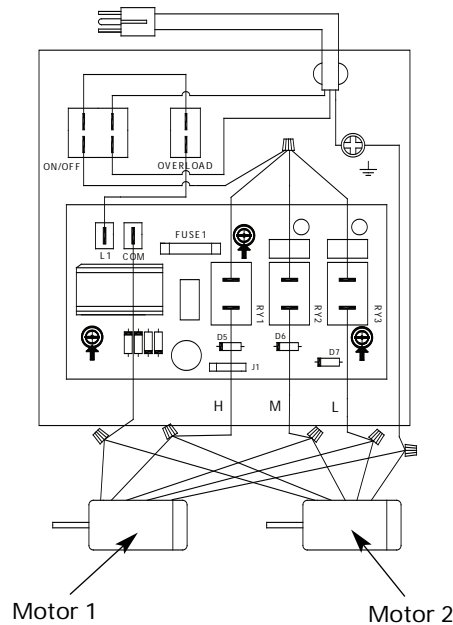 ON/OFF
OVERLOAD
L1
COM
FUSE1
RY1
RY2
RY3
D5
D6
D7
J1
H
M
L
Motor 1
Motor 2